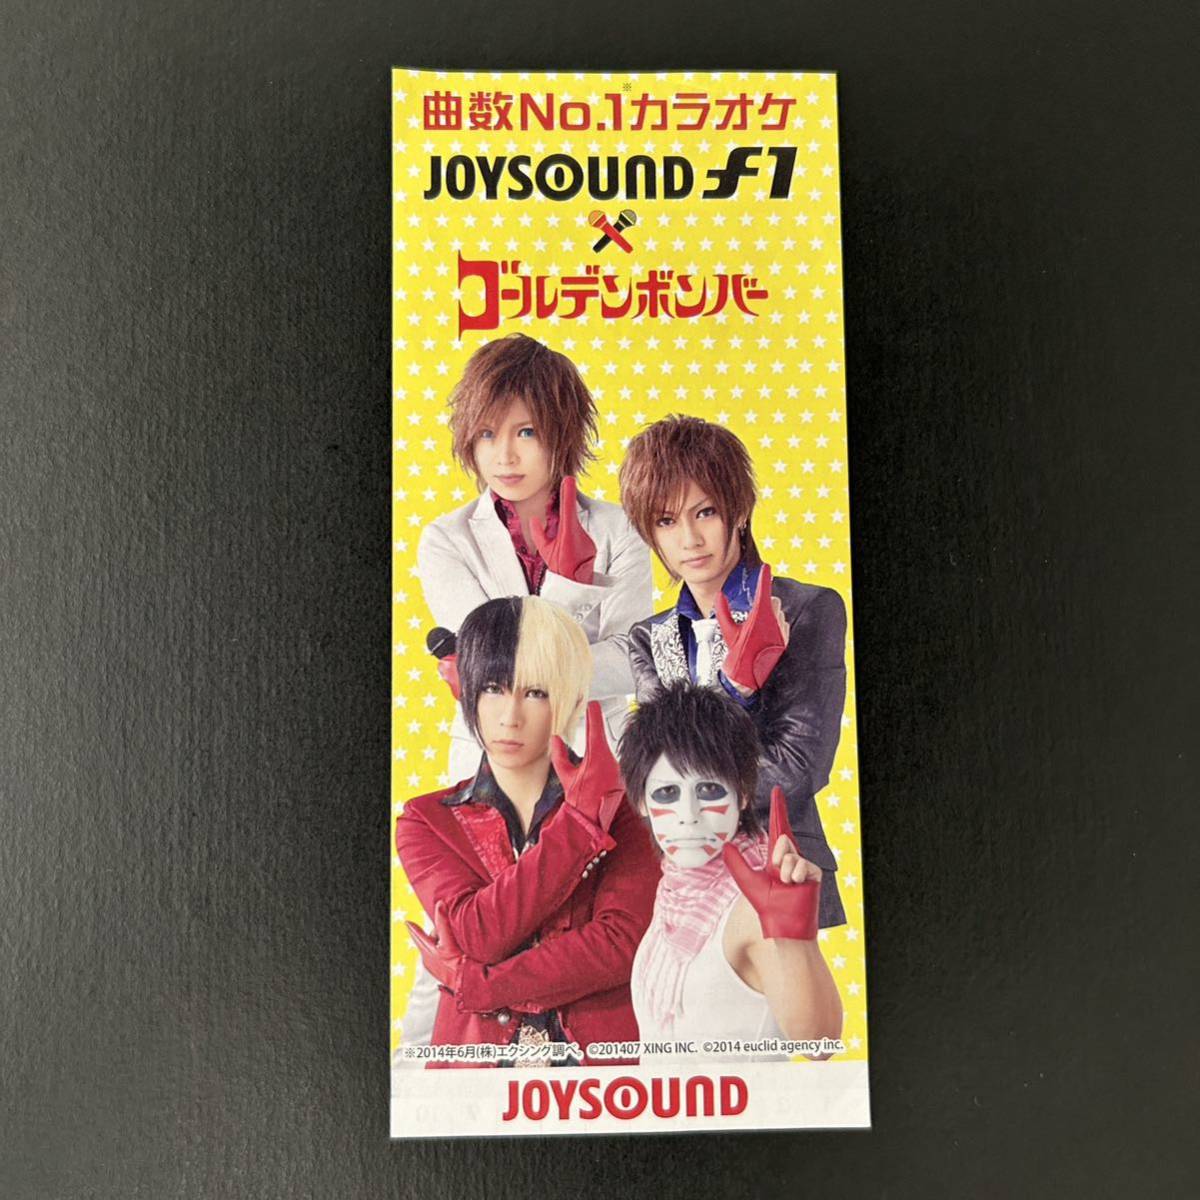 曲数No.1※カラオケ
JOYSOUND f1
×
ゴールデンボンバー
※2014年6月(株)エクシング調べ。©201407 XING INC. ©2014 euclid agency inc.
JOYSOUND